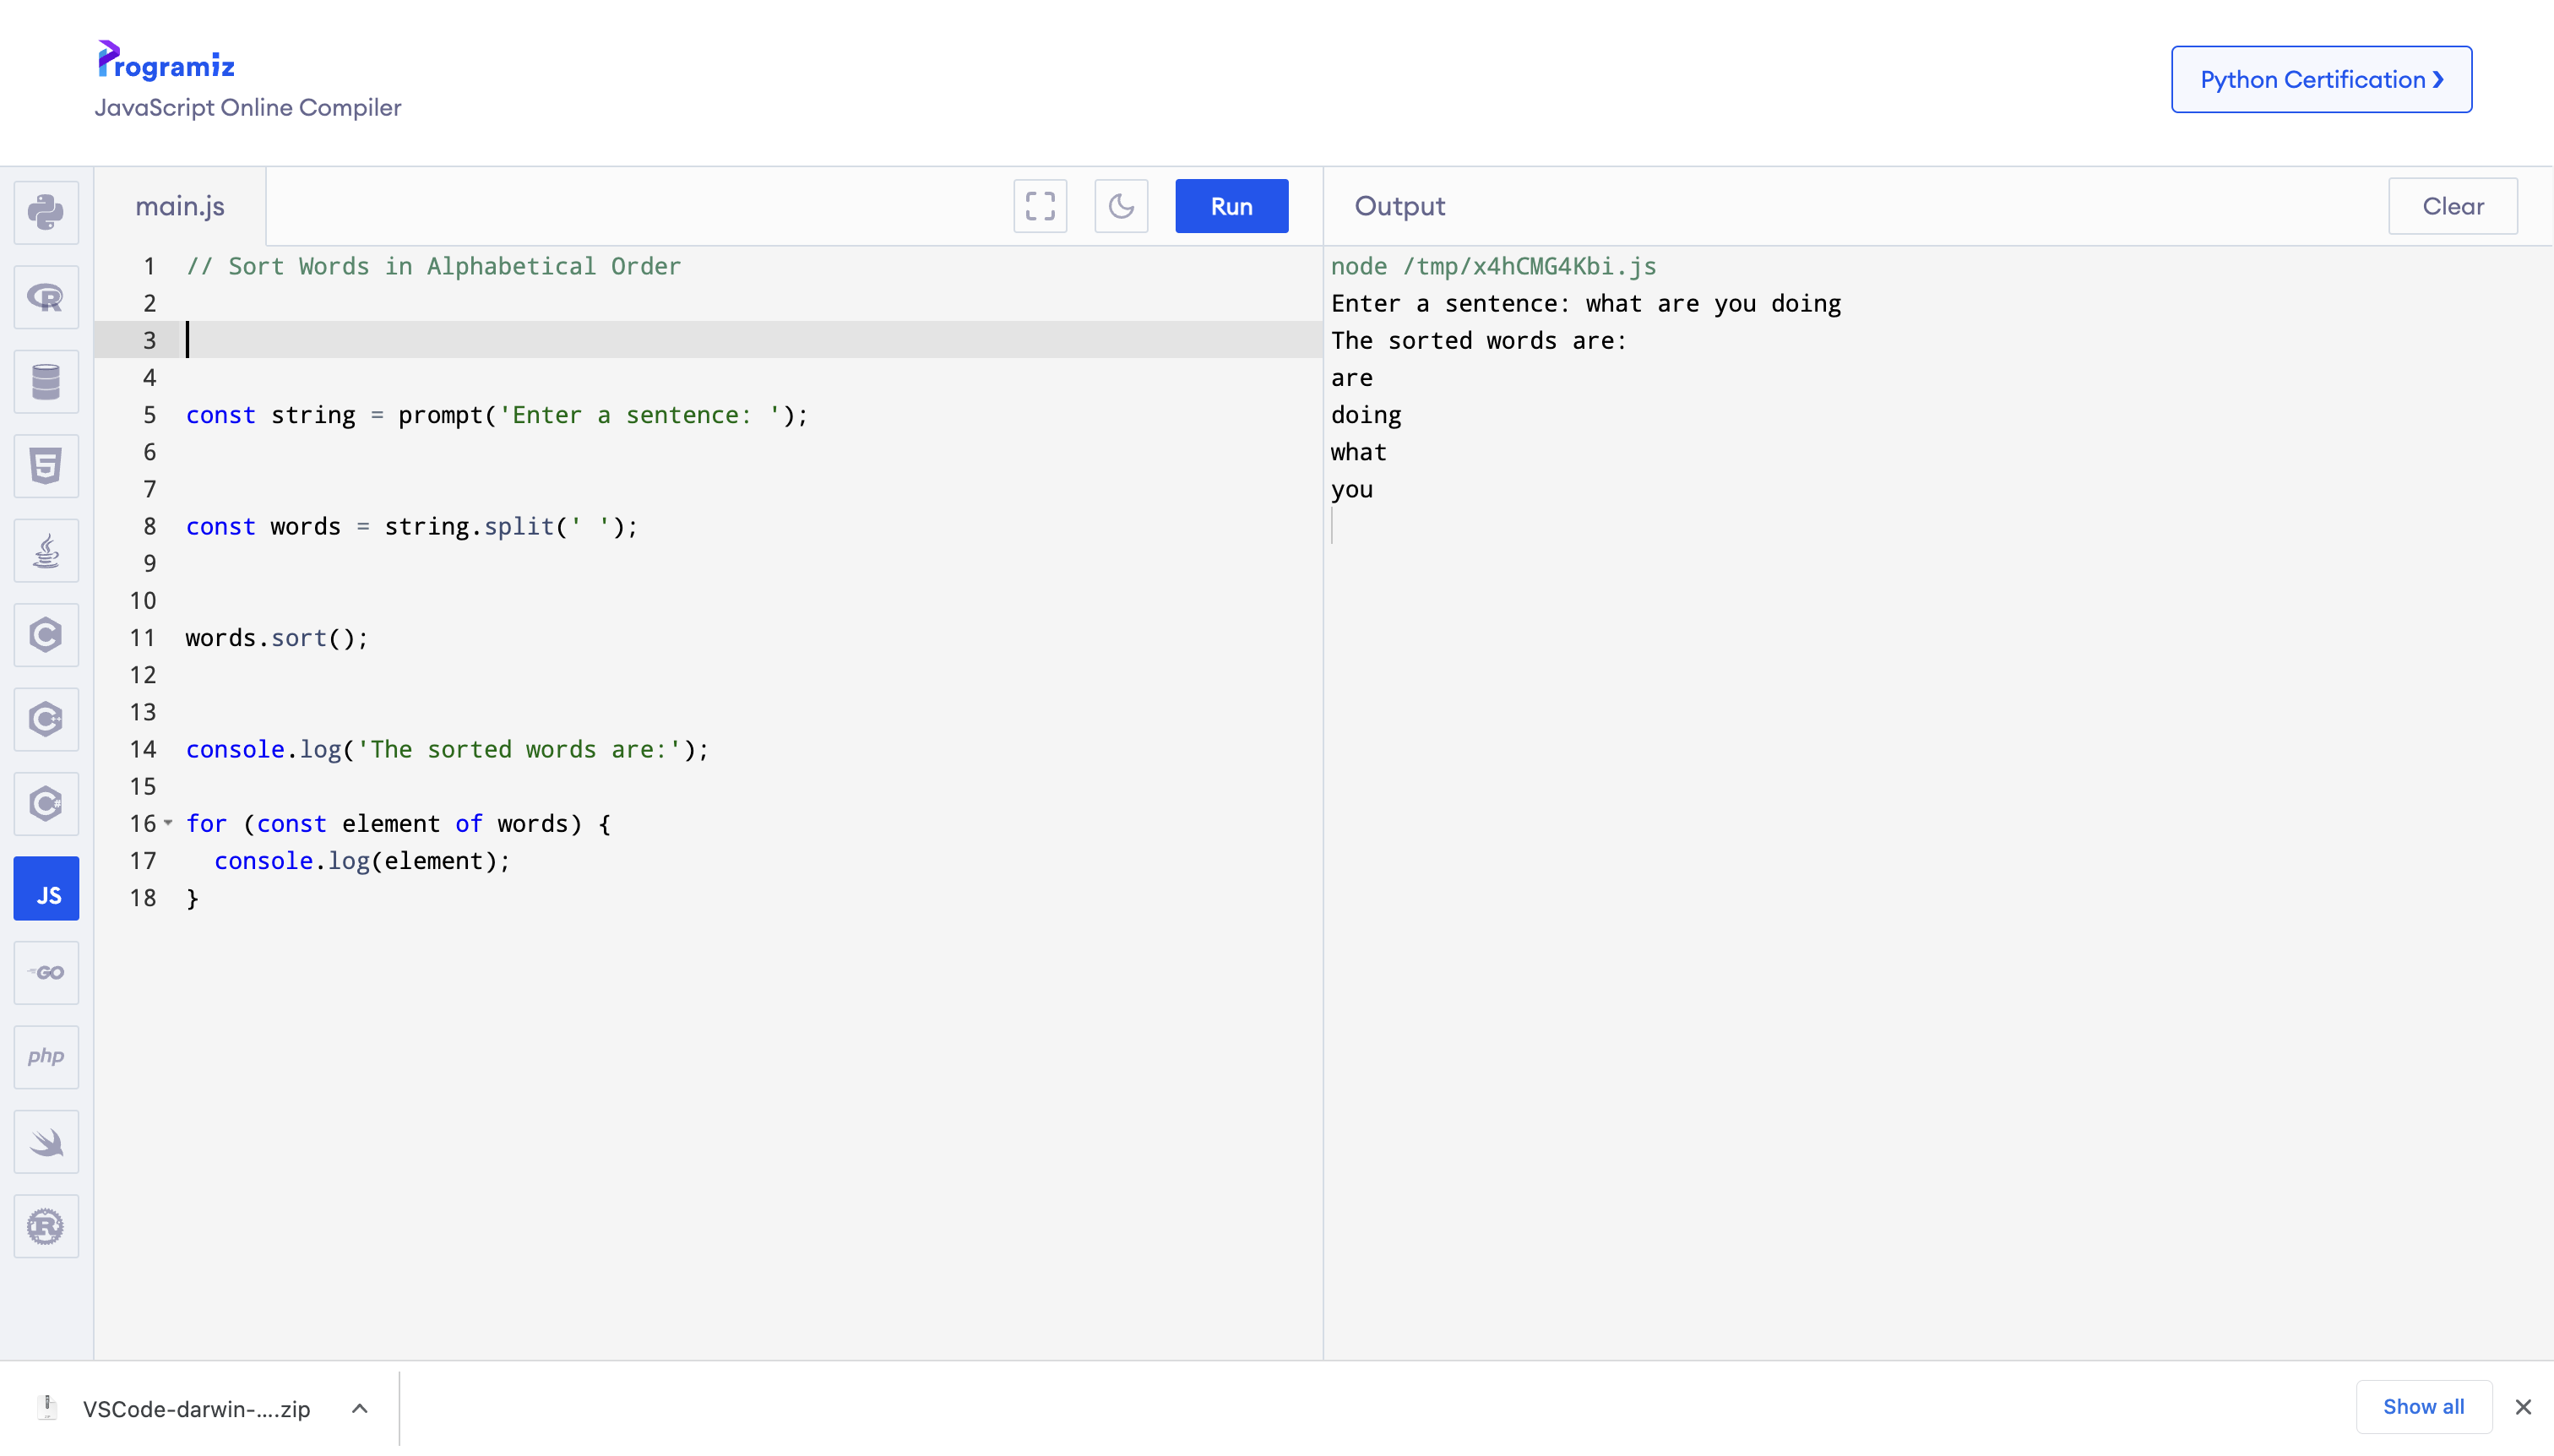 Programiz
JavaScript Online Compiler
Python Certification ❯
main.js
Run
Output
Clear
1 // Sort Words in Alphabetical Order
2
3
4
5 const string = prompt('Enter a sentence: ');
6
7
8 const words = string.split(' ');
9
10
11 words.sort();
12
13
14 console.log('The sorted words are:');
15
16 for (const element of words) {
17   console.log(element);
18 }
node /tmp/x4hCMG4Kbi.js
Enter a sentence: what are you doing
The sorted words are:
are
doing
what
you
R
5
C
C++
C#
JS
GO
php
R
VSCode-darwin-....zip
Show all